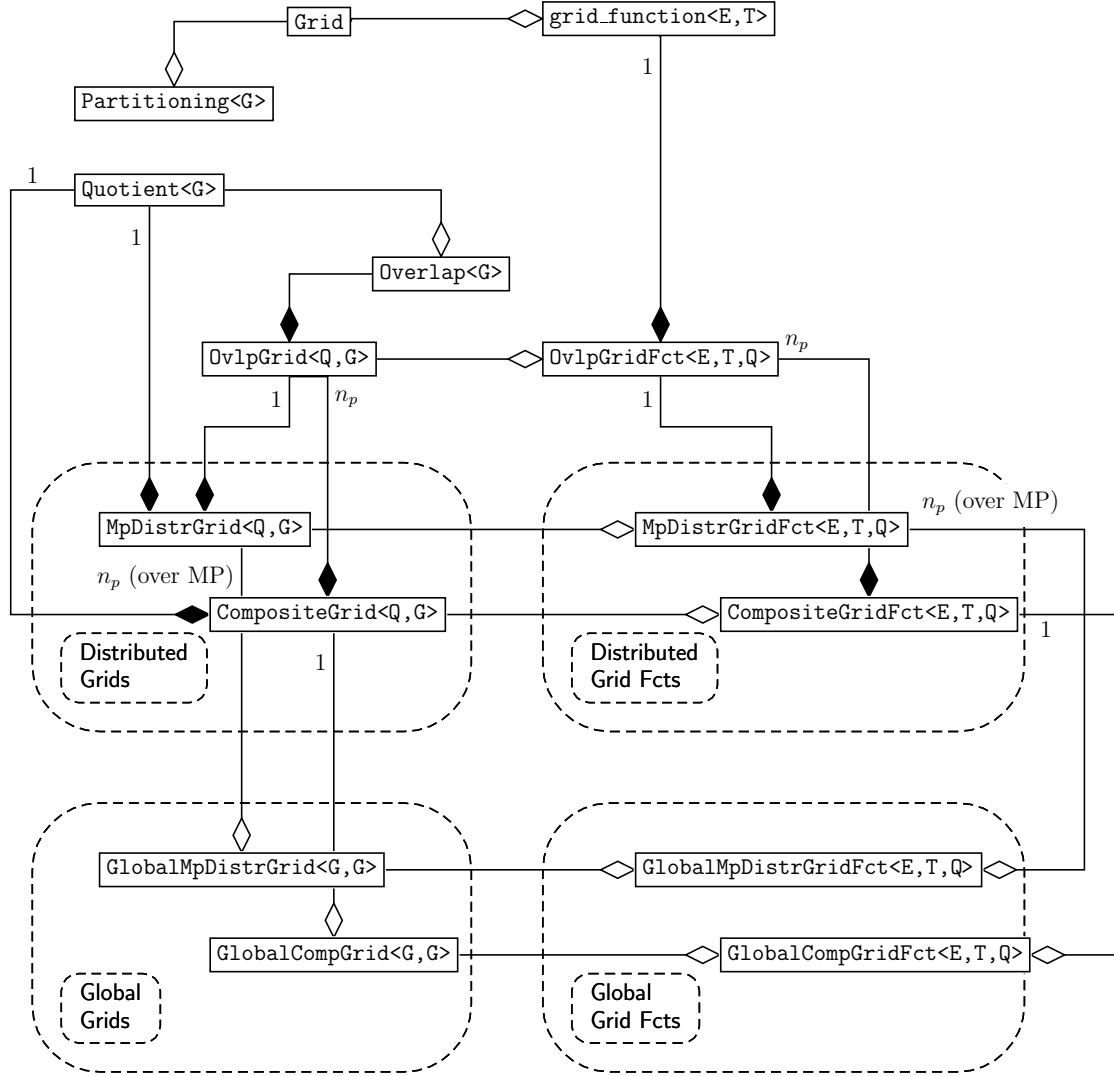 Grid
grid_function<E,T>
1
Partitioning<G>
1
Quotient<G>
1
Overlap<G>
OvlpGrid<Q,G>
OvlpGridFct<E,T,Q>
n_p
1
n_p
1
MpDistrGrid<Q,G>
MpDistrGridFct<E,T,Q>
n_p (over MP)
n_p (over MP)
CompositeGrid<Q,G>
CompositeGridFct<E,T,Q>
1
1
Distributed
Grids
Distributed
Grid Fcts
GlobalMpDistrGrid<G,G>
GlobalMpDistrGridFct<E,T,Q>
GlobalCompGrid<G,G>
GlobalCompGridFct<E,T,Q>
Global
Grids
Global
Grid Fcts